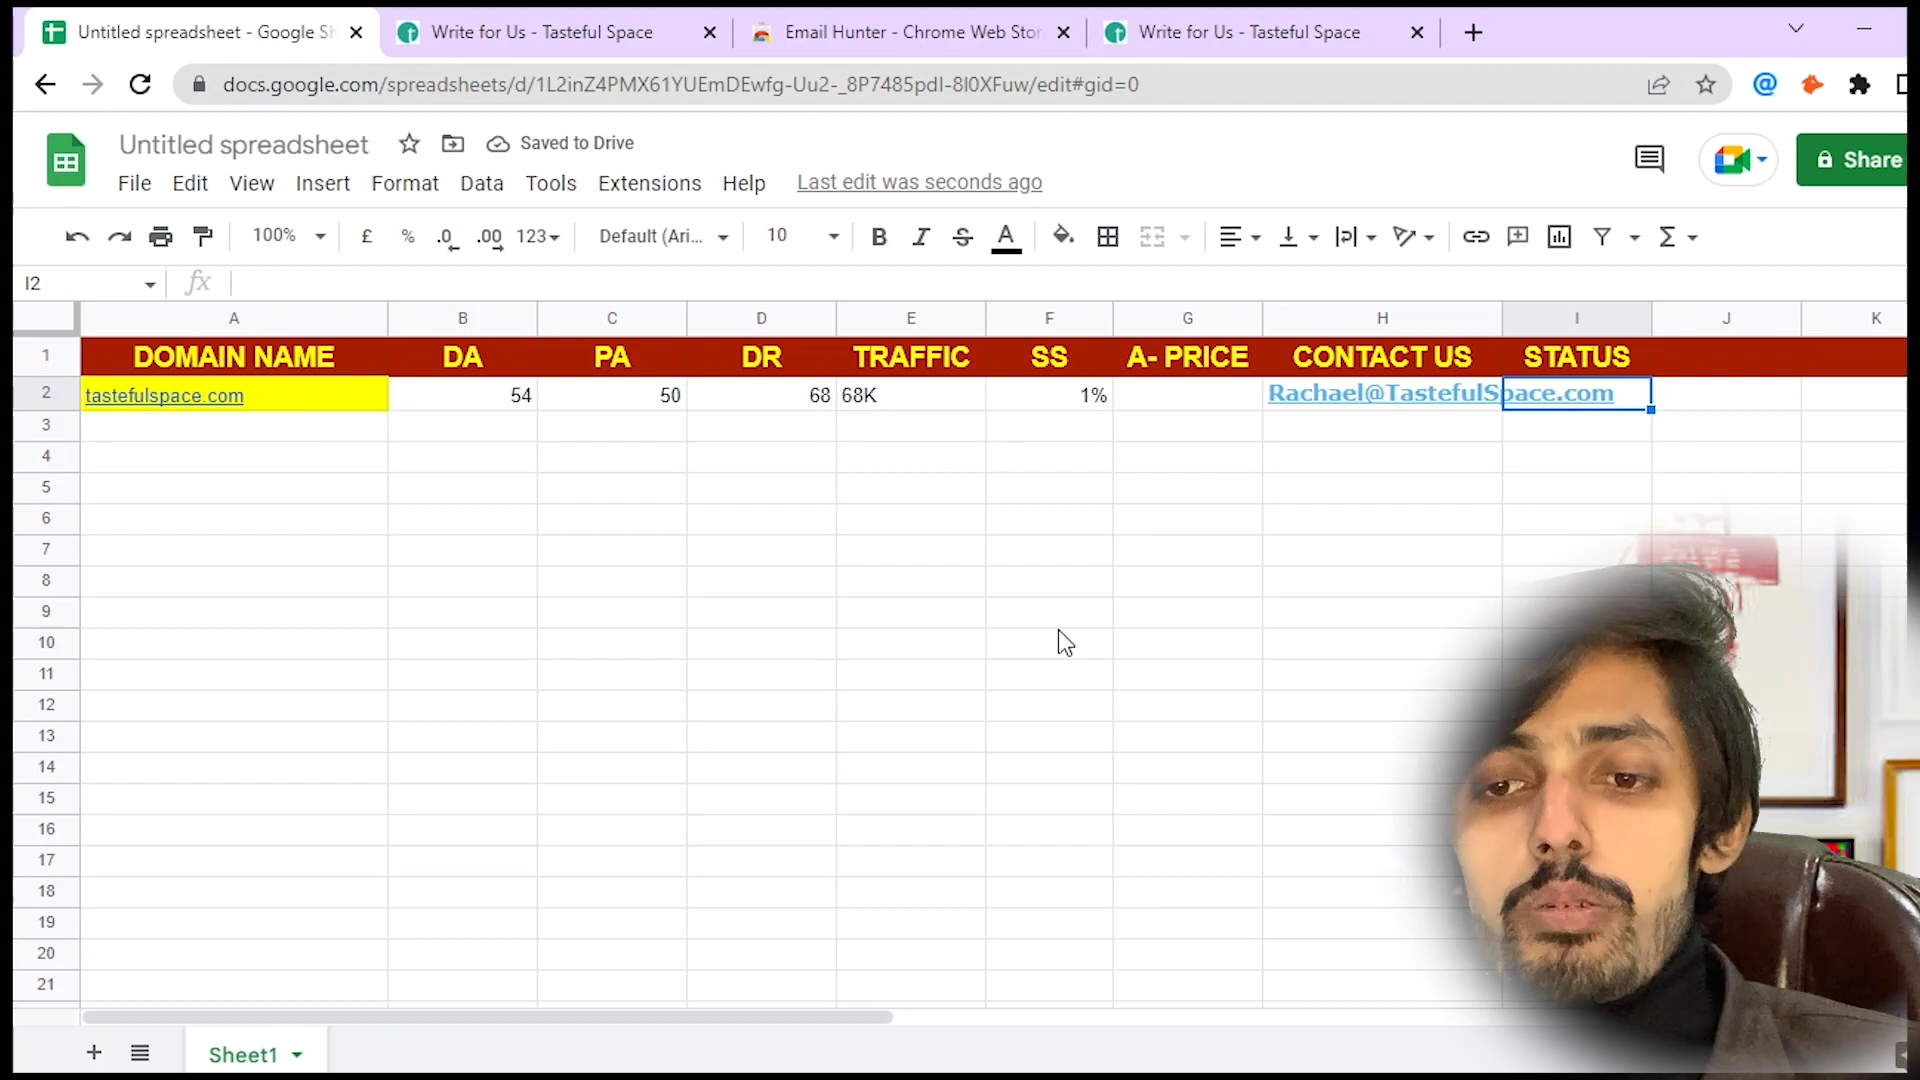 Untitled spreadsheet - Google Sh
Write for Us - Tasteful Space
Email Hunter - Chrome Web Stor
Write for Us - Tasteful Space
docs.google.com/spreadsheets/d/1L2inZ4PMX61YUEmDEwfg-Uu2-_8P7485pdI-8I0XFuw/edit#gid=0
Untitled spreadsheet
Saved to Drive
Share
File Edit View Insert Format Data Tools Extensions Help Last edit was seconds ago
100% £ % .0 .00 123 Default (Ari... 10 B I S A
I2 fx
A B C D E F G H I J K
1 DOMAIN NAME DA PA DR TRAFFIC SS A- PRICE CONTACT US STATUS
2 tastefulspace.com 54 50 68 68K 1% Rachael@TastefulSpace.com
3
4
5
6
7
8
9
10
11
12
13
14
15
16
17
18
19
20
21
Sheet1